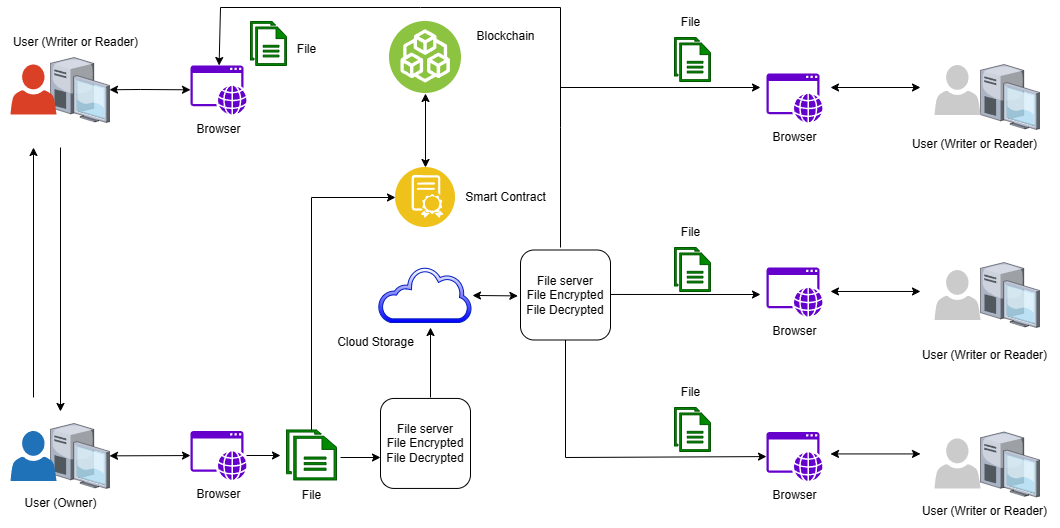 User (Writer or Reader)
File
Browser
Blockchain
Smart Contract
File
Browser
User (Writer or Reader)
File server
File Encrypted
File Decrypted
Cloud Storage
File
Browser
User (Writer or Reader)
User (Owner)
Browser
File
File server
File Encrypted
File Decrypted
File
Browser
User (Writer or Reader)